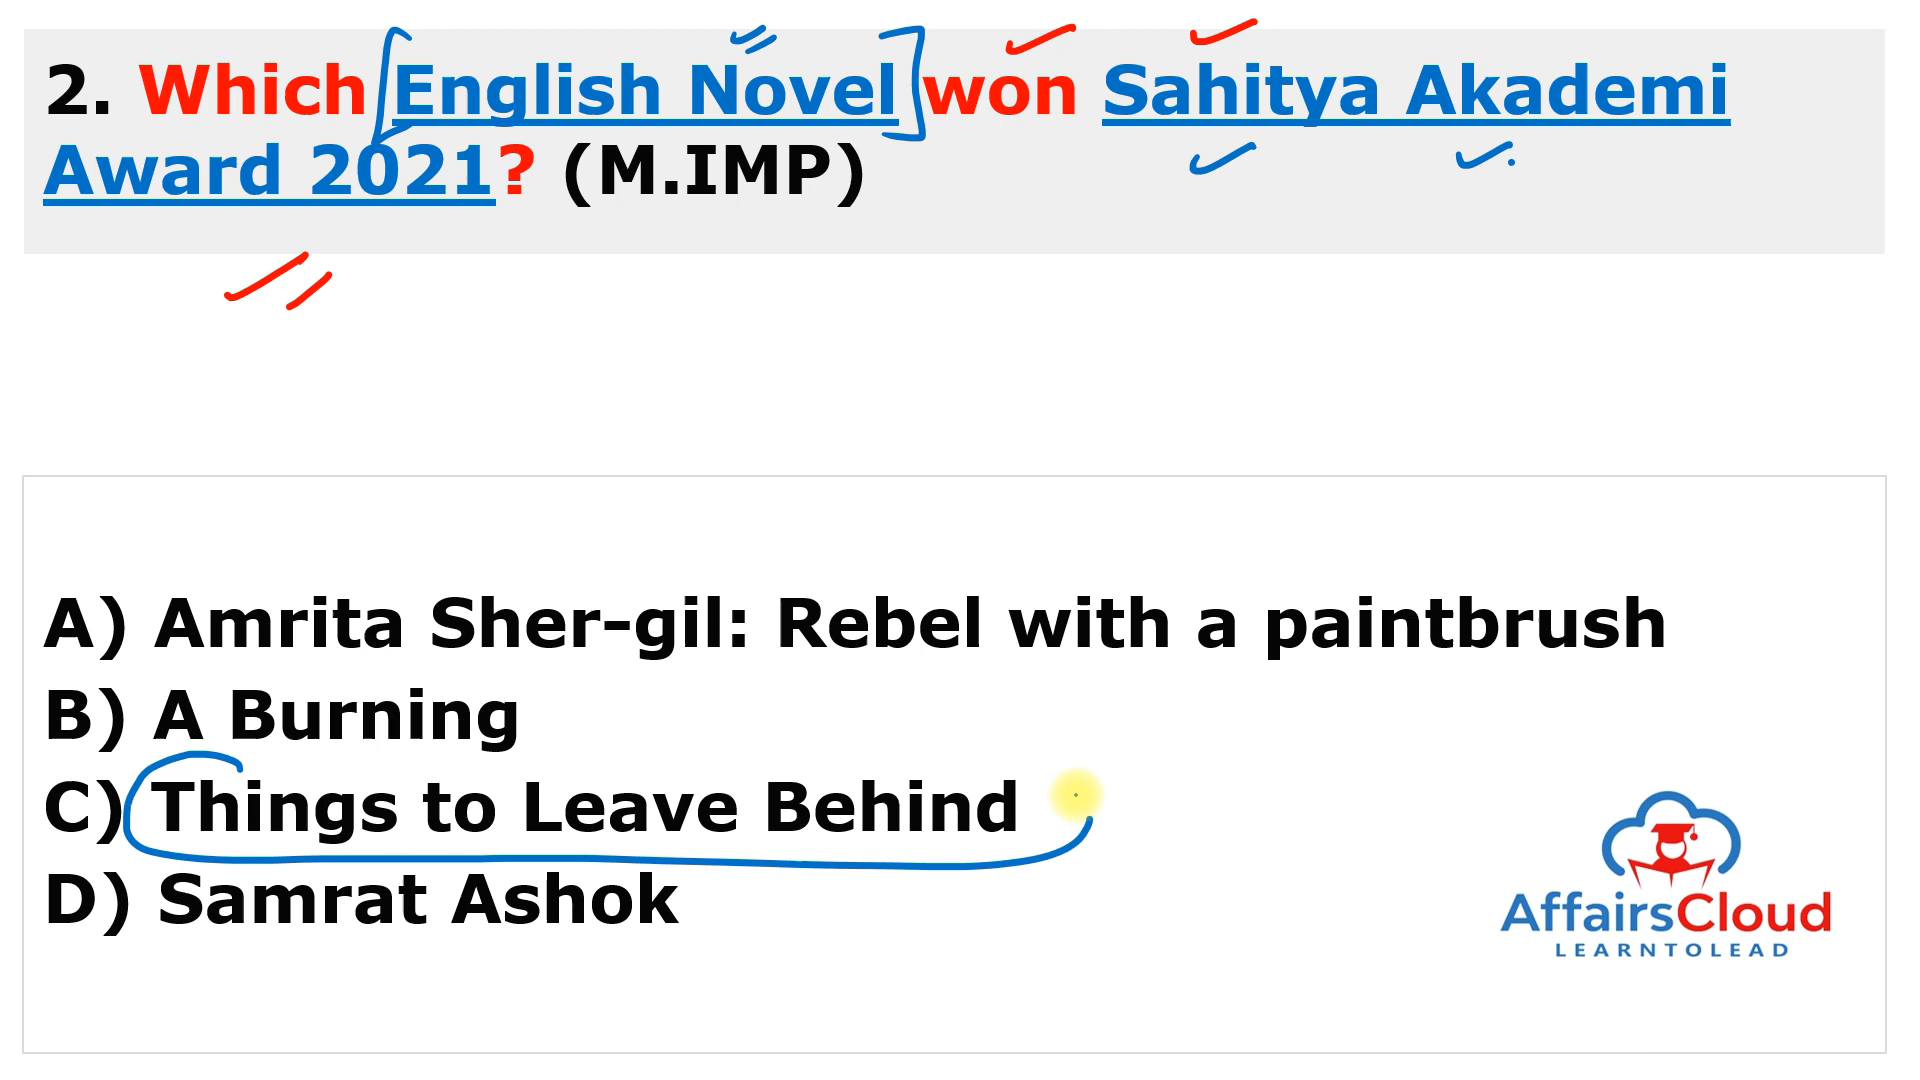 2. Which English Novel won Sahitya Akademi
Award 2021? (M.IMP)
A) Amrita Sher-gil: Rebel with a paintbrush
B) A Burning
C) Things to Leave Behind
D) Samrat Ashok
AffairsCloud
LEARNTOLEAD